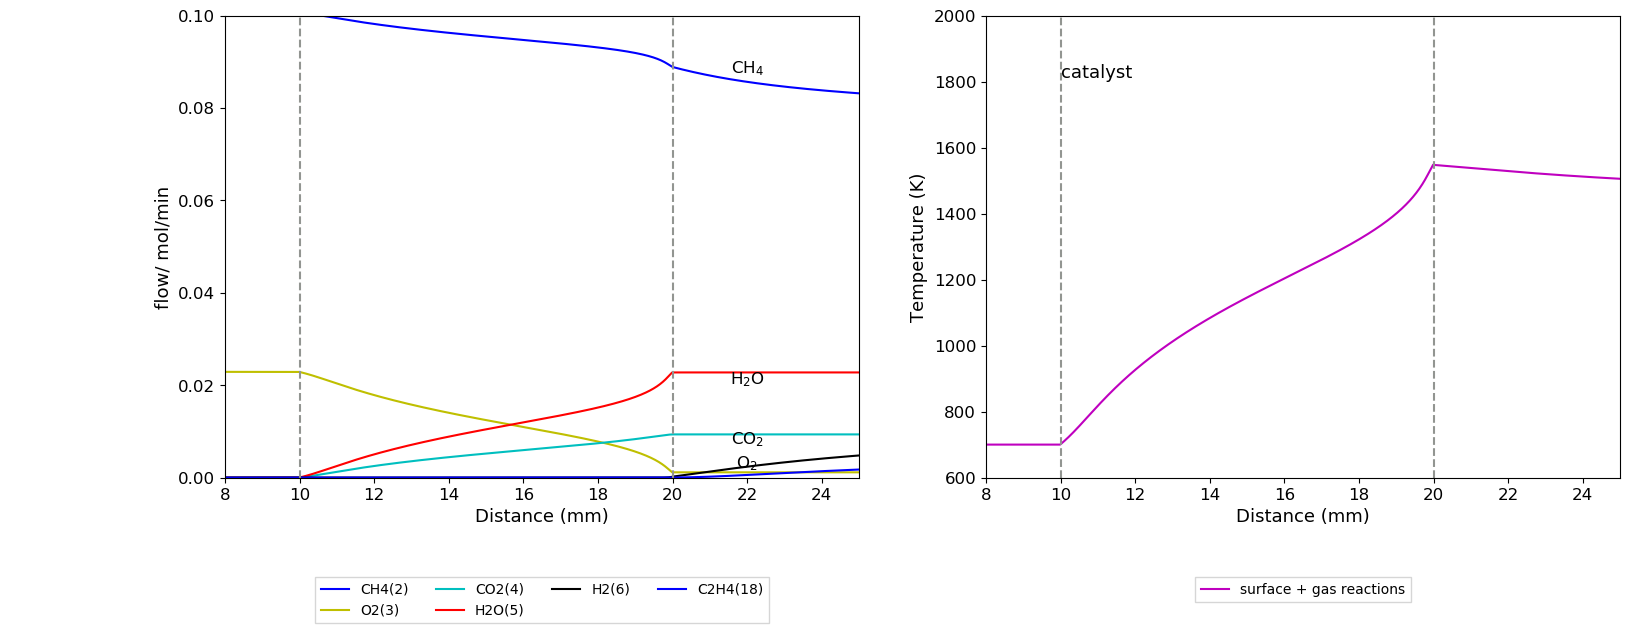 0.10
0.08
0.06
0.04
0.02
0.00
flow/ mol/min
CH₄
H₂O
CO₂
O₂
8 10 12 14 16 18 20 22 24
Distance (mm)
CH4(2) CO2(4) H2(6) C2H4(18)
O2(3) H2O(5)
2000
1800
1600
1400
1200
1000
800
600
Temperature (K)
catalyst
8 10 12 14 16 18 20 22 24
Distance (mm)
surface + gas reactions